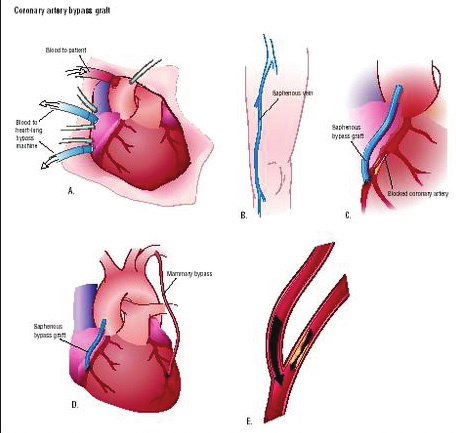 Coronary artery bypass graft
Blood to patient
Blood to
heart-lung
bypass
machine
A.
Saphenous vein
B.
Saphenous
bypass graft
Blocked coronary artery
C.
Mammary bypass
Saphenous
bypass graft
D.
E.